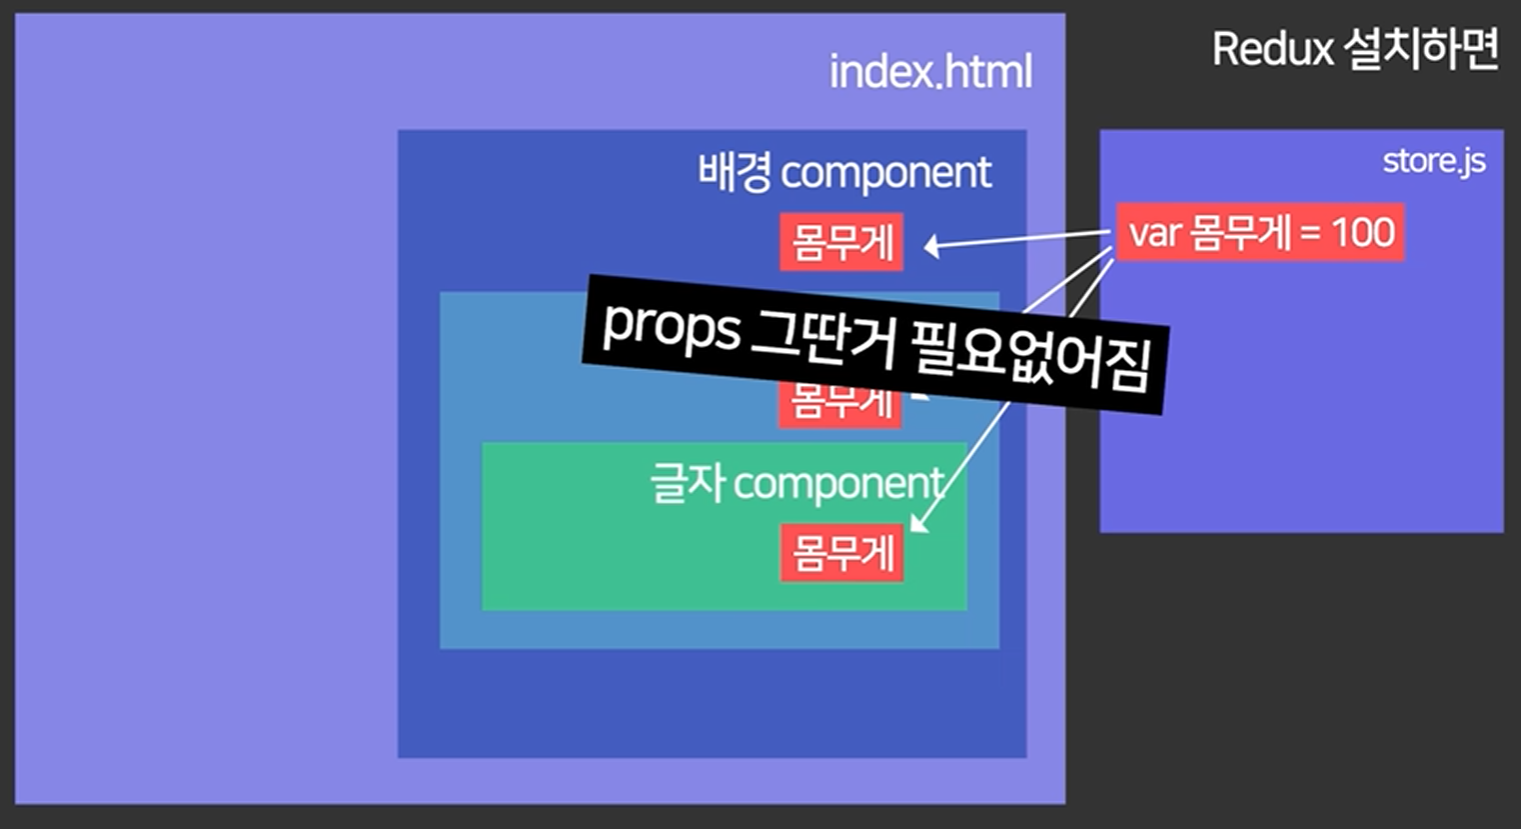 Redux 설치하면
index.html
배경 component
몸무게
store.js
var 몸무게 = 100
props 그딴거 필요없어짐
몸무게
글자 component
몸무게